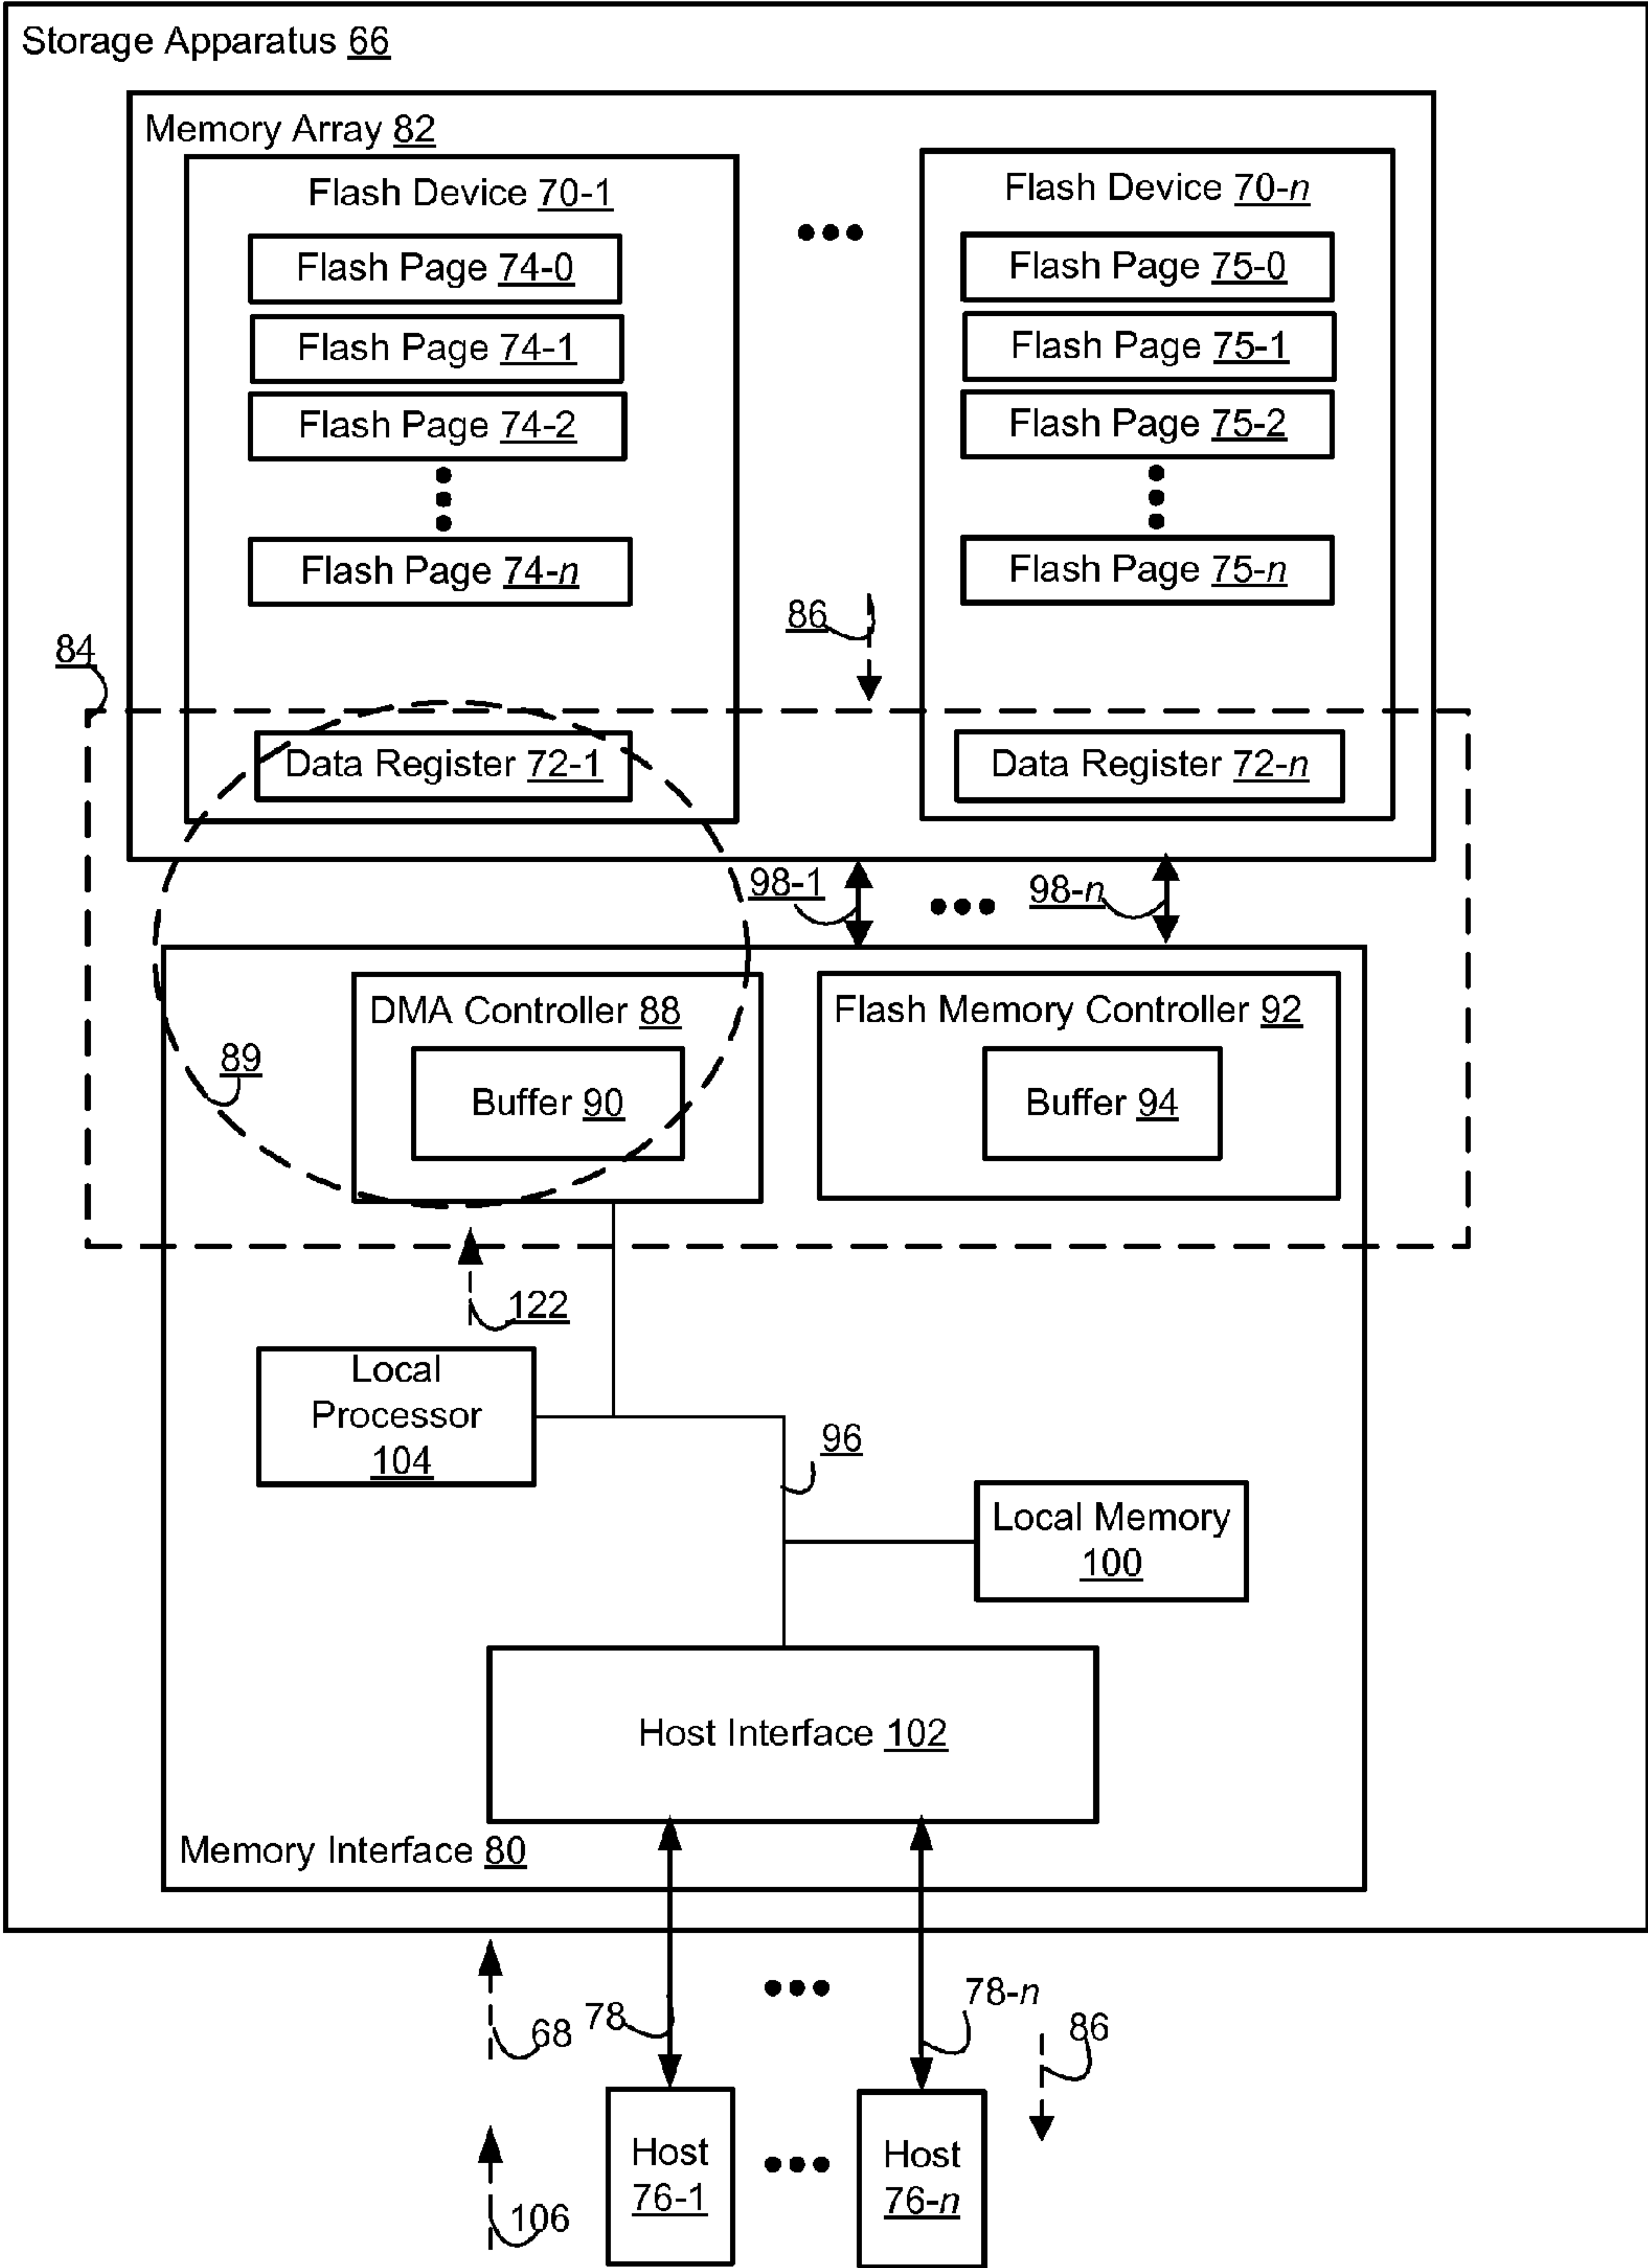 Storage Apparatus 66
Memory Array 82
Flash Device 70-1
Flash Device 70-n
Flash Page 74-0
Flash Page 75-0
Flash Page 74-1
Flash Page 75-1
Flash Page 74-2
Flash Page 75-2
Flash Page 74-n
Flash Page 75-n
86
84
Data Register 72-1
Data Register 72-n
98-1
98-n
DMA Controller 88
Flash Memory Controller 92
89
Buffer 90
Buffer 94
122
Local
Processor
104
96
Local Memory
100
Host Interface 102
Memory Interface 80
68
78
78-n
86
Host
76-1
Host
76-n
106